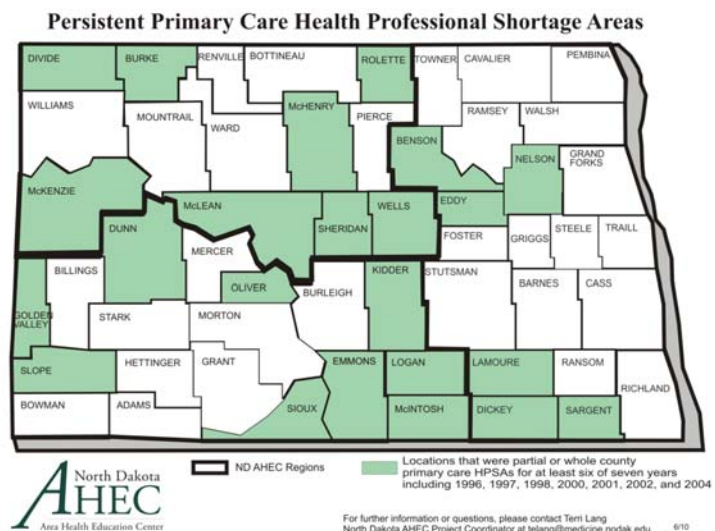 Persistent Primary Care Health Professional Shortage Areas
DIVIDE
BURKE
RENVILLE
BOTTINEAU
ROLETTE
TOWNER
CAVALIER
PEMBINA
WILLIAMS
MOUNTRAIL
WARD
McHENRY
PIERCE
RAMSEY
WALSH
BENSON
NELSON
GRAND
FORKS
McKENZIE
McLEAN
SHERIDAN
WELLS
EDDY
DUNN
MERCER
FOSTER
GRIGGS
STEELE
TRAILL
BILLINGS
OLIVER
BURLEIGH
KIDDER
STUTSMAN
BARNES
CASS
GOLDEN
VALLEY
STARK
MORTON
SLOPE
HETTINGER
GRANT
EMMONS
LOGAN
LAMOURE
RANSOM
RICHLAND
BOWMAN
ADAMS
SIOUX
McINTOSH
DICKEY
SARGENT
ND AHEC Regions
Locations that were partial or whole county
primary care HPSAs for at least six of seven years
including 1996, 1997, 1998, 2000, 2001, 2002, and 2004
North Dakota
AHEC
Area Health Education Center
For further information or questions, please contact Terri Lang
North Dakota AHEC Project Coordinator at telang@medicine.nodak.edu
6/10